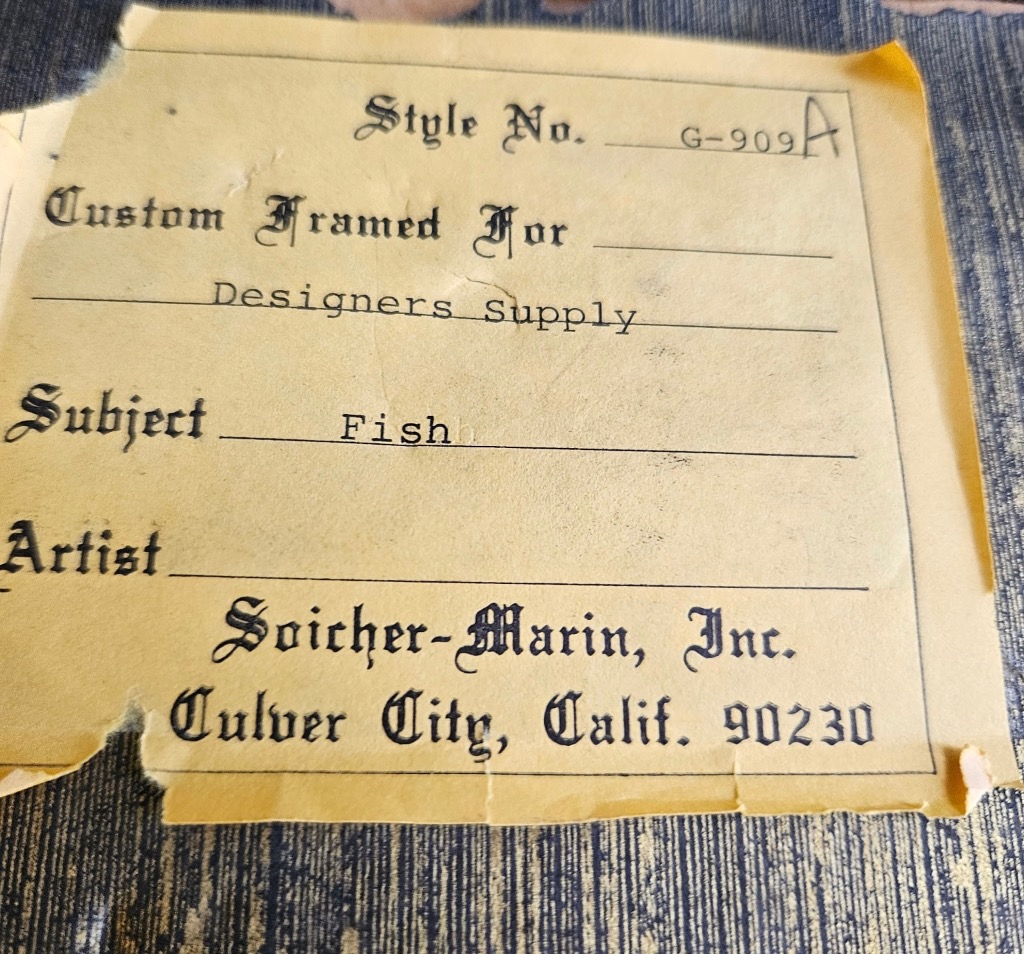 Style No. G-909A
Custom Framed For
Designers Supply
Subject Fish
Artist
Soicher-Marin, Inc.
Culver City, Calif. 90230